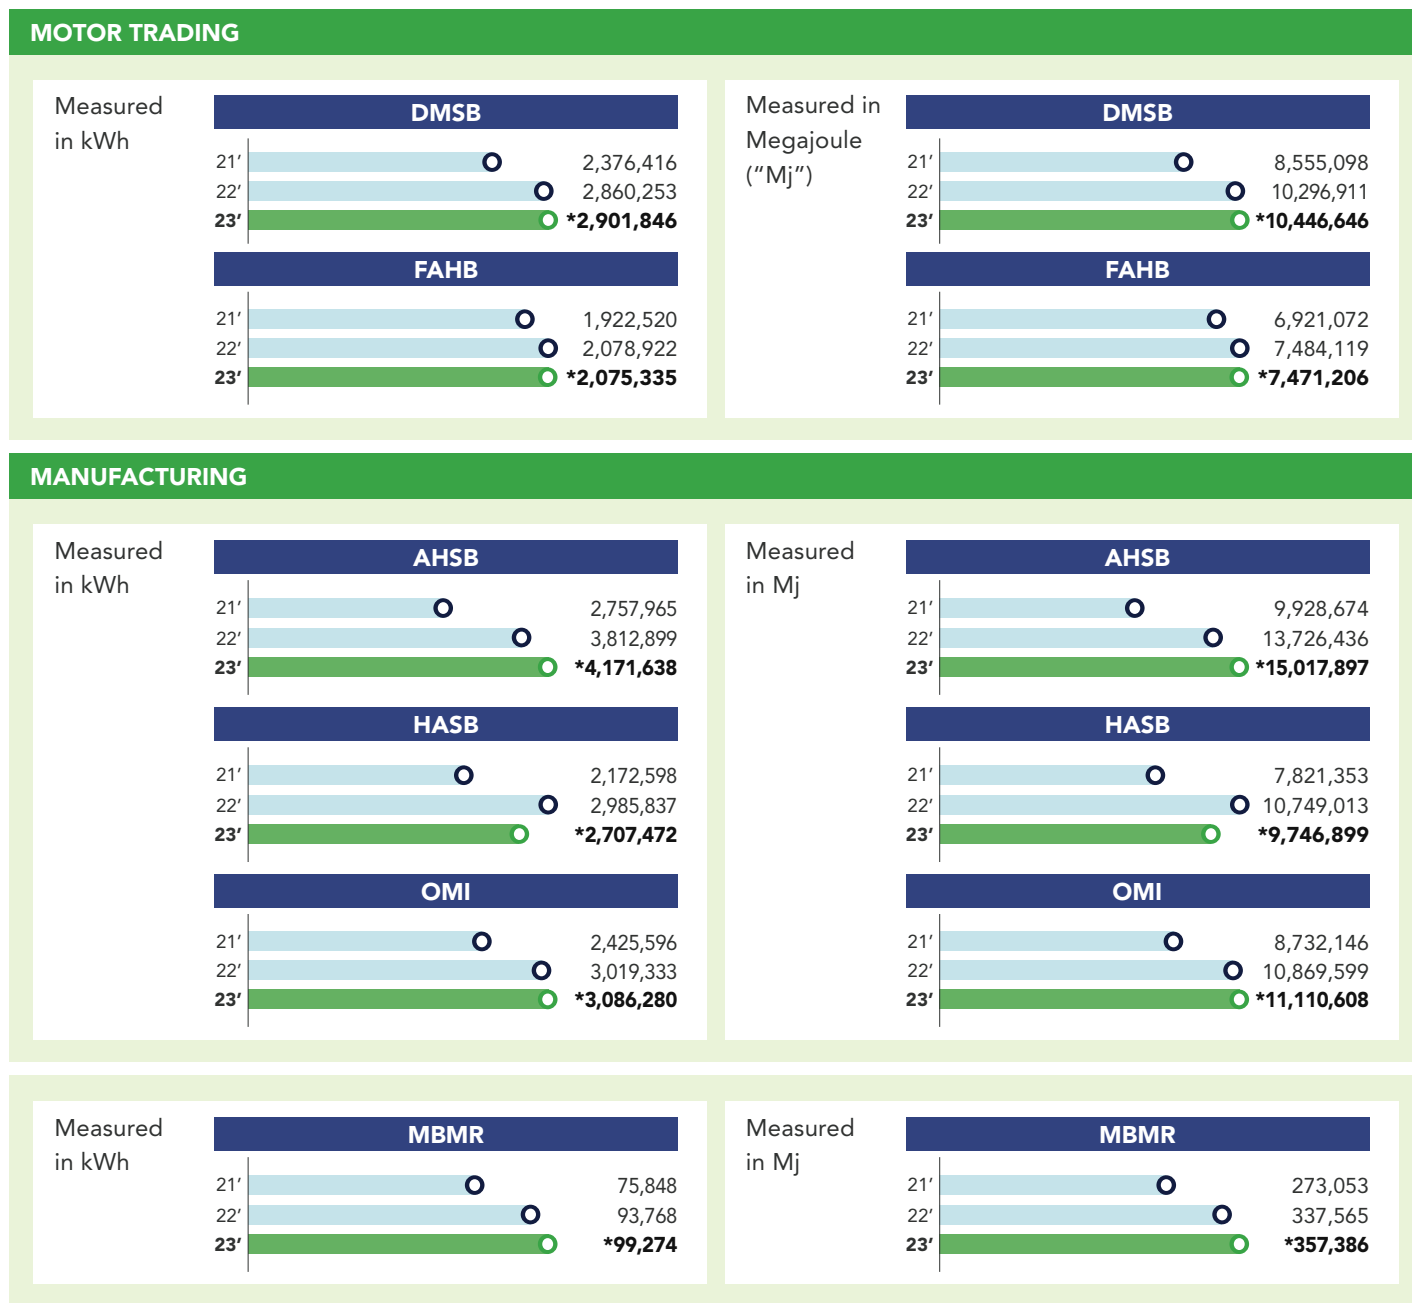 MOTOR TRADING
Measured
in kWh
DMSB
21’ 2,376,416
22’ 2,860,253
23’ *2,901,846
FAHB
21’ 1,922,520
22’ 2,078,922
23’ *2,075,335
Measured in
Megajoule
(“Mj”)
DMSB
21’ 8,555,098
22’ 10,296,911
23’ *10,446,646
FAHB
21’ 6,921,072
22’ 7,484,119
23’ *7,471,206
MANUFACTURING
Measured
in kWh
AHSB
21’ 2,757,965
22’ 3,812,899
23’ *4,171,638
HASB
21’ 2,172,598
22’ 2,985,837
23’ *2,707,472
OMI
21’ 2,425,596
22’ 3,019,333
23’ *3,086,280
Measured
in Mj
AHSB
21’ 9,928,674
22’ 13,726,436
23’ *15,017,897
HASB
21’ 7,821,353
22’ 10,749,013
23’ *9,746,899
OMI
21’ 8,732,146
22’ 10,869,599
23’ *11,110,608
Measured
in kWh
MBMR
21’ 75,848
22’ 93,768
23’ *99,274
Measured
in Mj
MBMR
21’ 273,053
22’ 337,565
23’ *357,386